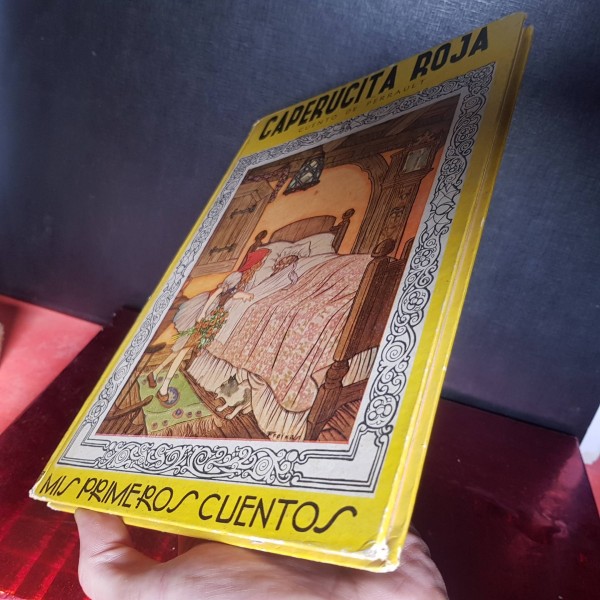 CAPERUCITA ROJA
CUENTO DE PERRAULT
MIS PRIMEROS CUENTOS